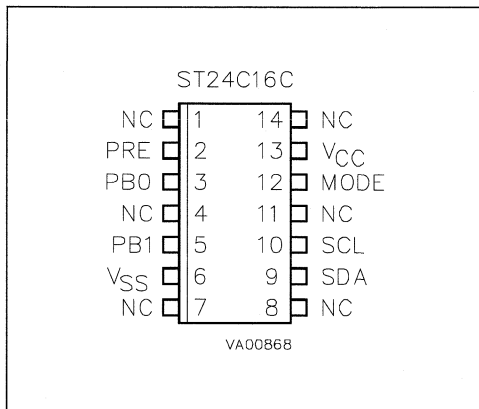 ST24C16C
NC 1 14 NC
PRE 2 13 VCC
PB0 3 12 MODE
NC 4 11 NC
PB1 5 10 SCL
VSS 6 9 SDA
NC 7 8 NC
VA00868